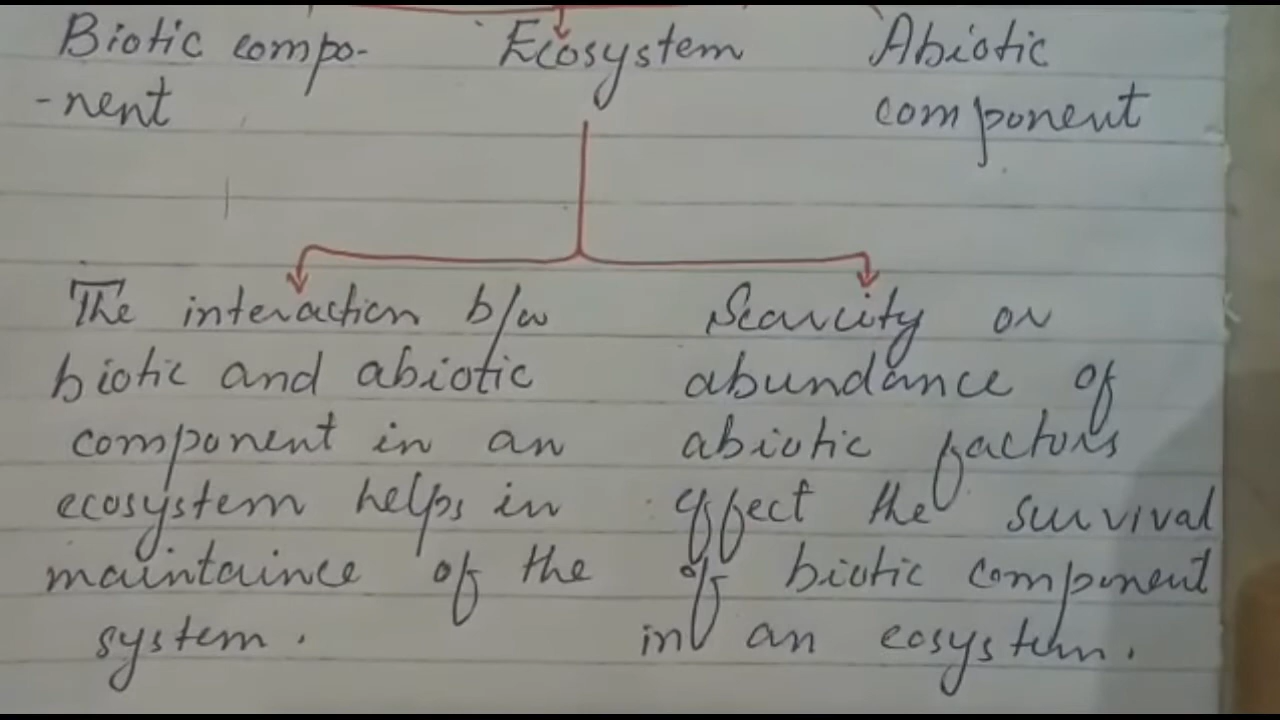 Biotic compo-
-nent
Ecosystem
Abiotic
component
The interaction b/w
biotic and abiotic
component in an
ecosystem helps in
maintaince of the
system.
Scarcity or
abundance of
abiotic factors
effect the survival
of biotic component
in an ecosystem.